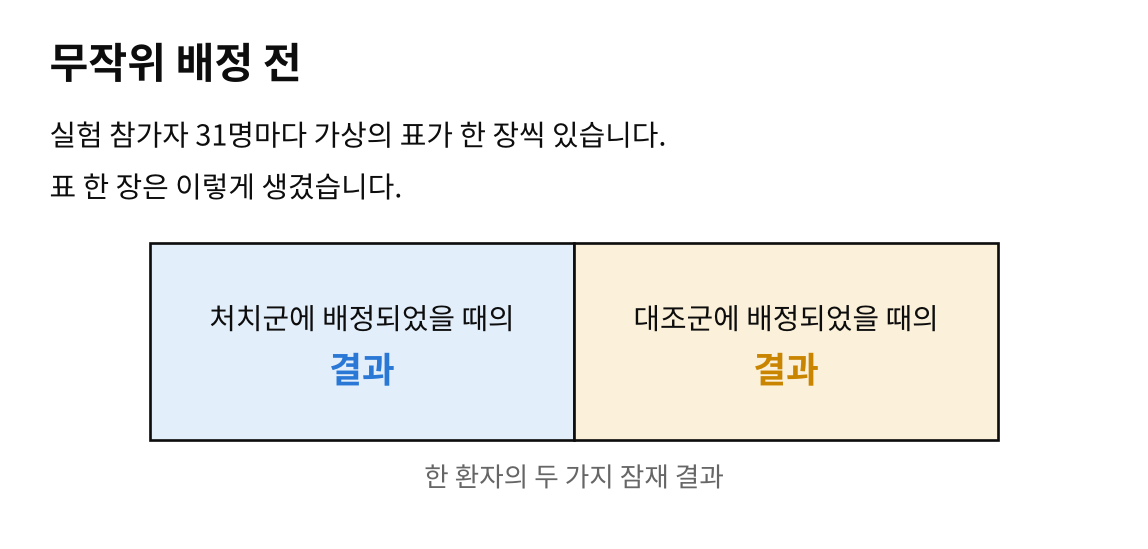 무작위 배정 전
실험 참가자 31명마다 가상의 표가 한 장씩 있습니다.
표 한 장은 이렇게 생겼습니다.
처치군에 배정되었을 때의
결과
대조군에 배정되었을 때의
결과
한 환자의 두 가지 잠재 결과